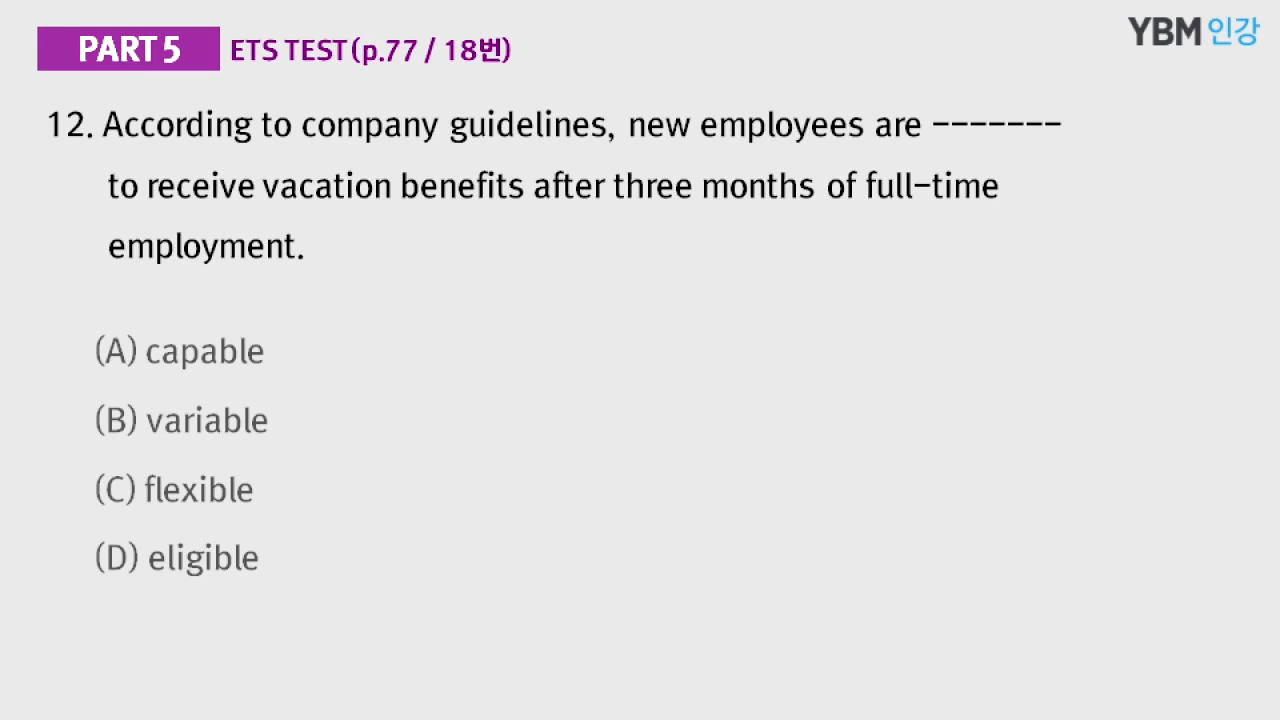 PART 5 ETS TEST(p.77 / 18번)
YBM 인강
12. According to company guidelines, new employees are -------
to receive vacation benefits after three months of full-time
employment.
(A) capable
(B) variable
(C) flexible
(D) eligible